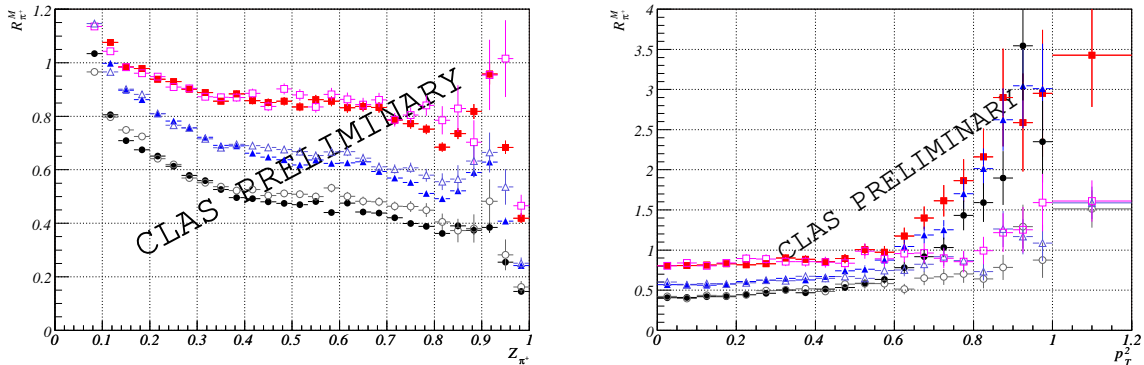 R^M_π+
1.2
1
0.8
0.6
0.4
0.2
0
CLAS PRELIMINARY
0 0.1 0.2 0.3 0.4 0.5 0.6 0.7 0.8 0.9 1
Z_π+
R^M_π+
4
3.5
3
2.5
2
1.5
1
0.5
0
CLAS PRELIMINARY
0 0.2 0.4 0.6 0.8 1 1.2
p_T^2